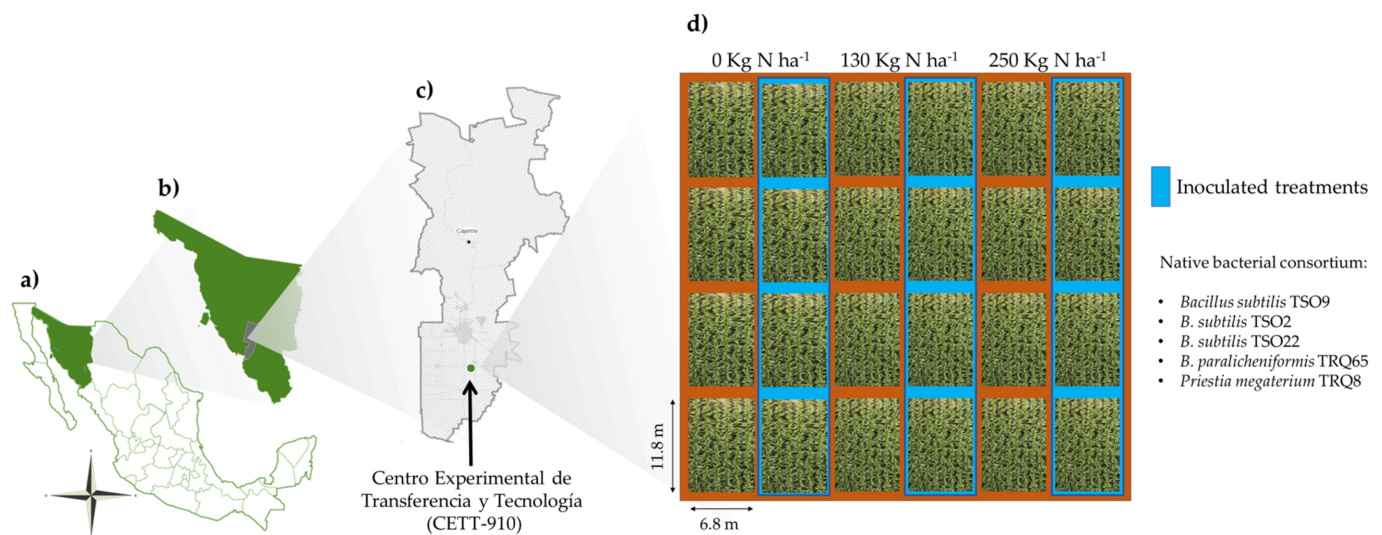 a)
b)
c)
Cajeme
Centro Experimental de
Transferencia y Tecnología
(CETT-910)
d)
0 Kg N ha⁻¹ 130 Kg N ha⁻¹ 250 Kg N ha⁻¹
11.8 m
6.8 m
Inoculated treatments
Native bacterial consortium:
• Bacillus subtilis TSO9
• B. subtilis TSO2
• B. subtilis TSO22
• B. paralicheniformis TRQ65
• Priestia megaterium TRQ8